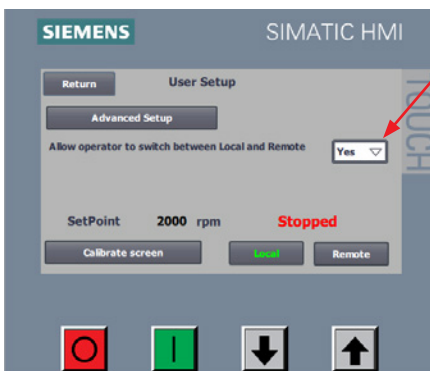 SIEMENS SIMATIC HMI
Return User Setup
TOUCH
Advanced Setup
Allow operator to switch between Local and Remote Yes
SetPoint 2000 rpm Stopped
Calibrate screen Local Remote